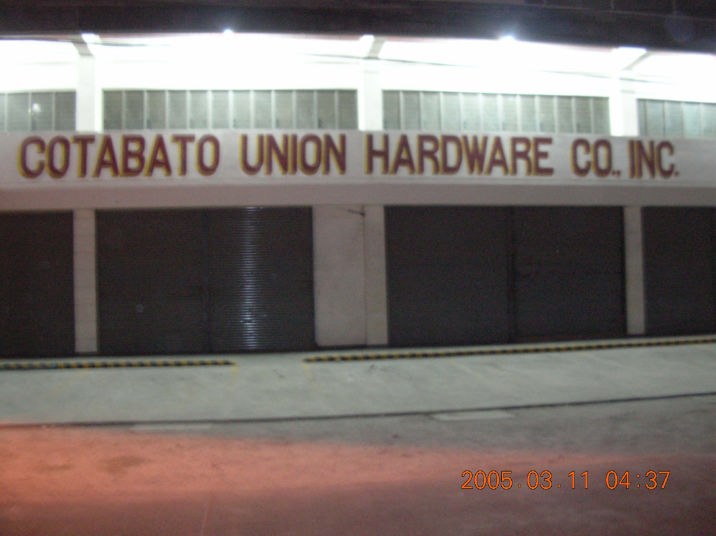 COTABATO UNION HARDWARE CO., INC.
2005.03.11 04:37